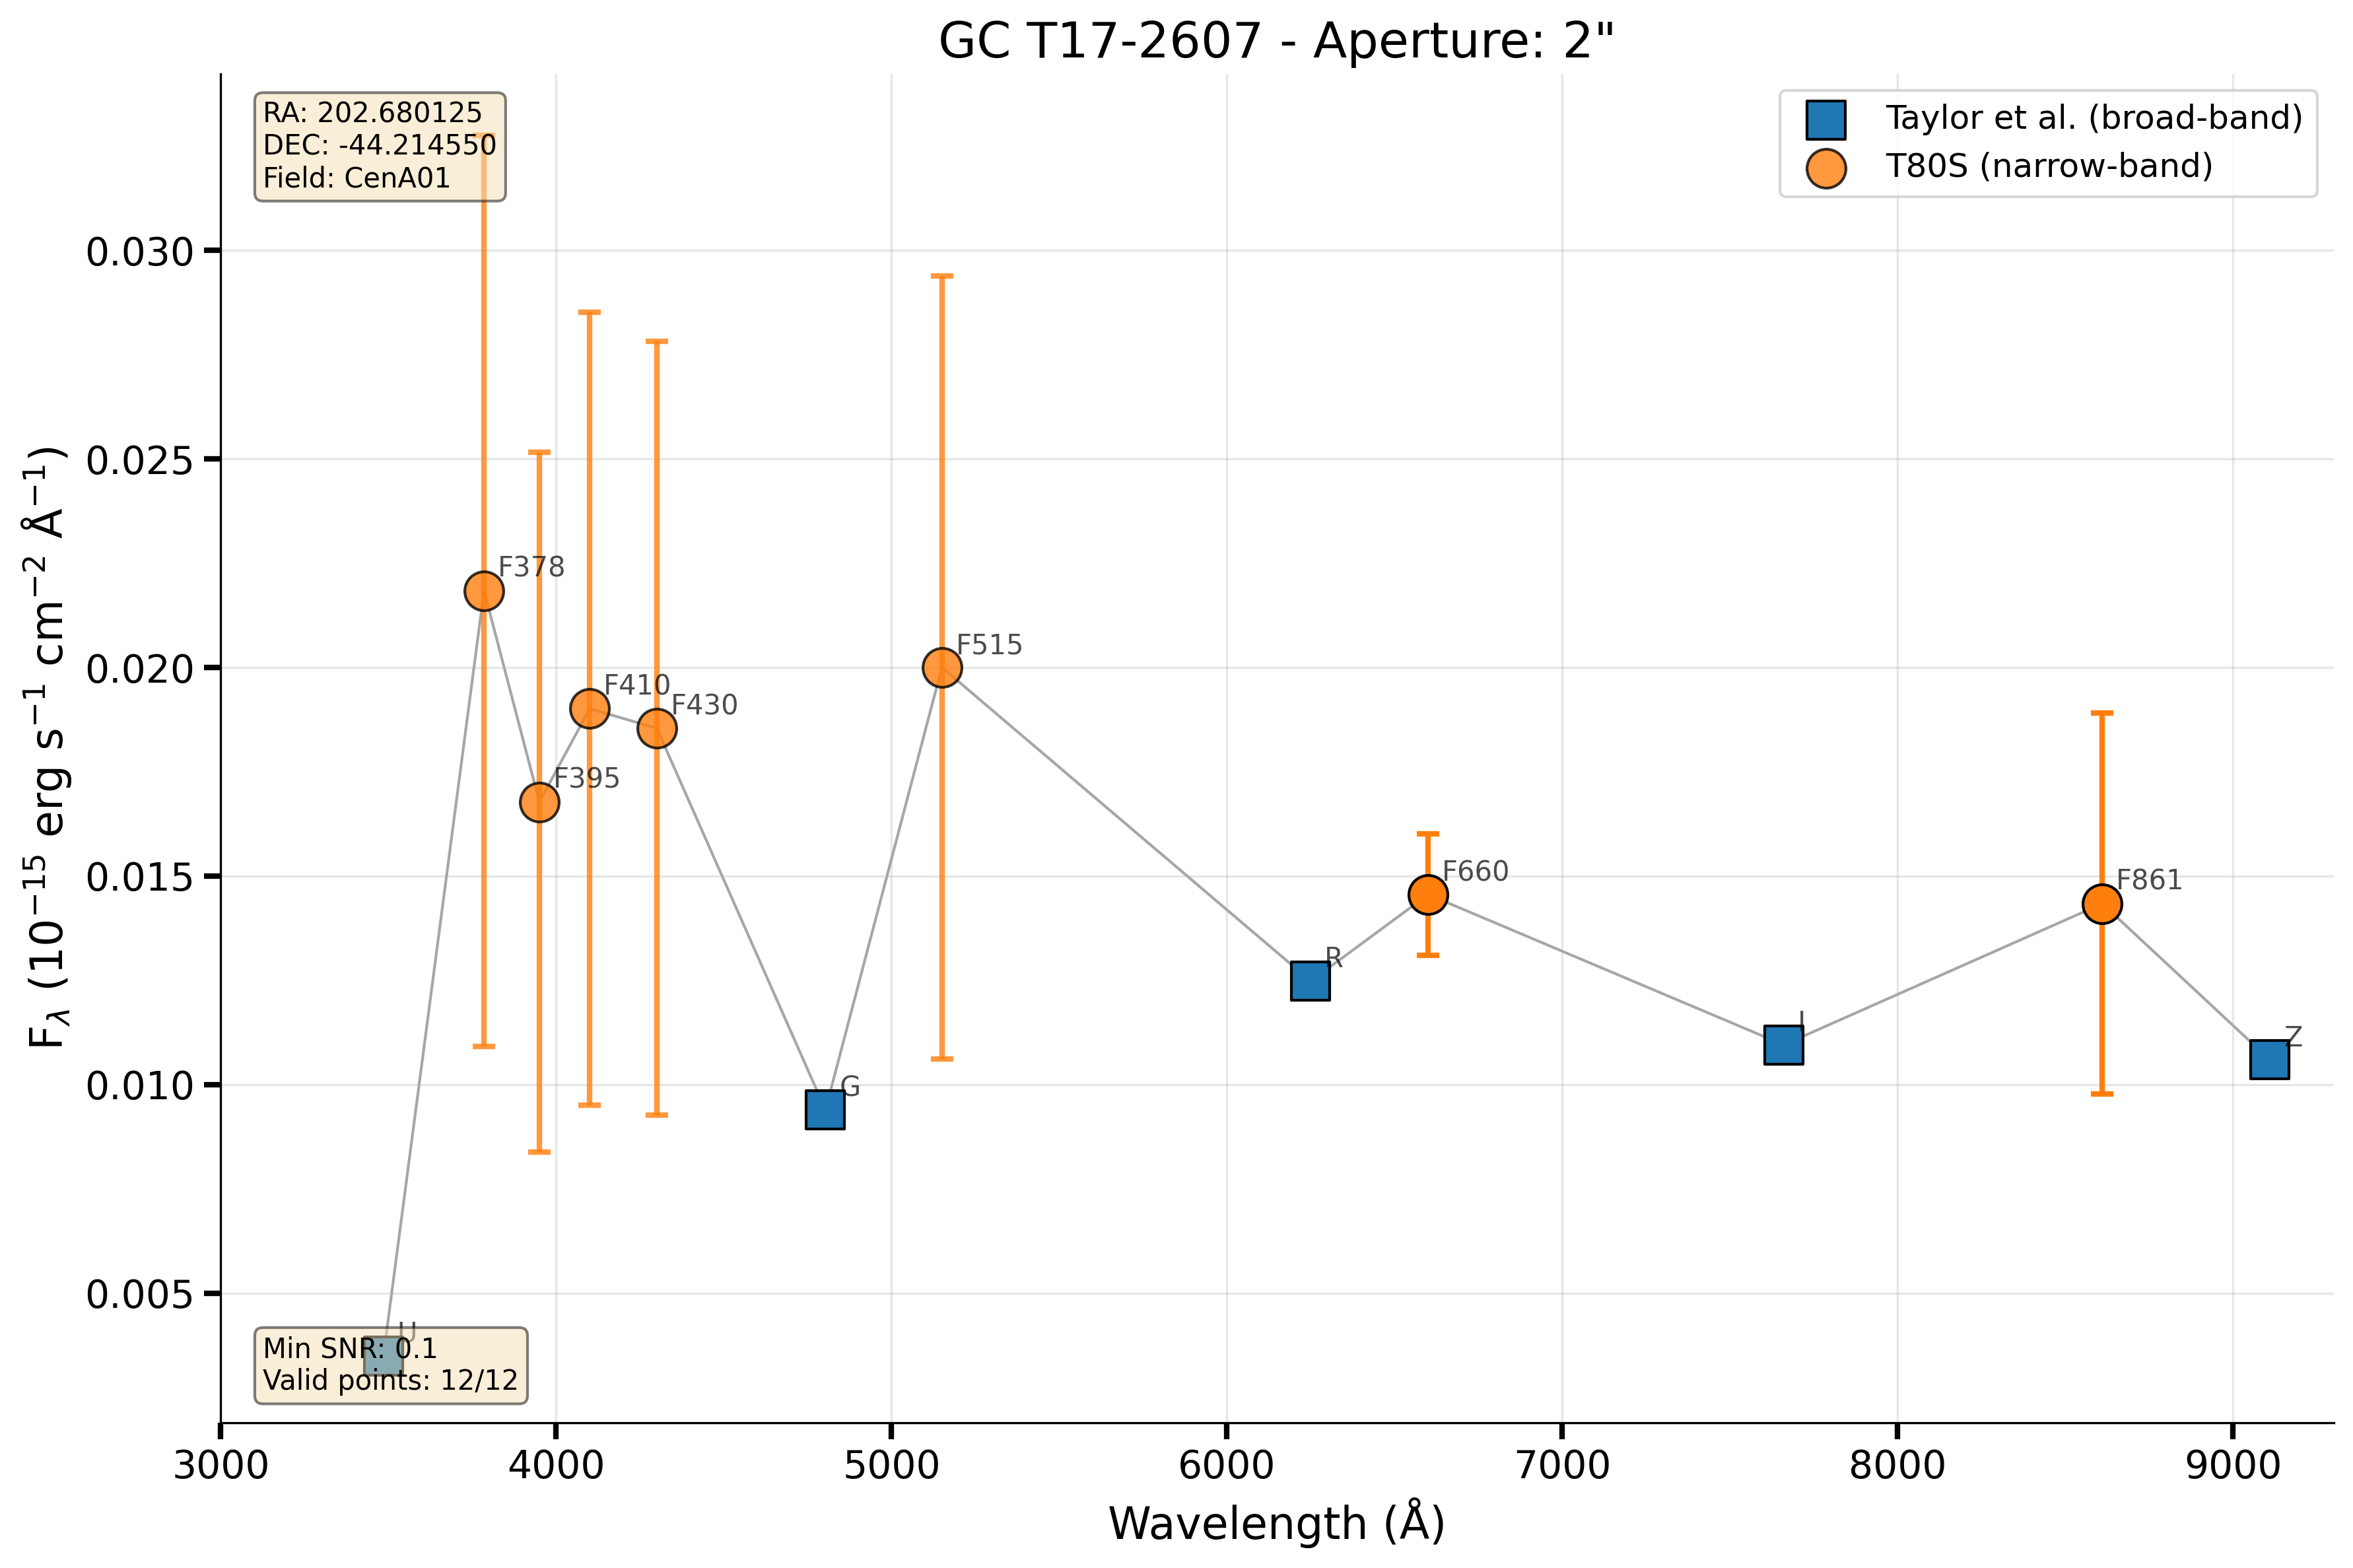 GC T17-2607 - Aperture: 2"
RA: 202.680125
DEC: -44.214550
Field: CenA01
Taylor et al. (broad-band)
T80S (narrow-band)
F378
F395
F410
F430
F515
F660
F861
U
G
R
I
Z
Min SNR: 0.1
Valid points: 12/12
0.030
0.025
0.020
0.015
0.010
0.005
F_λ (10⁻¹⁵ erg s⁻¹ cm⁻² Å⁻¹)
3000 4000 5000 6000 7000 8000 9000
Wavelength (Å)